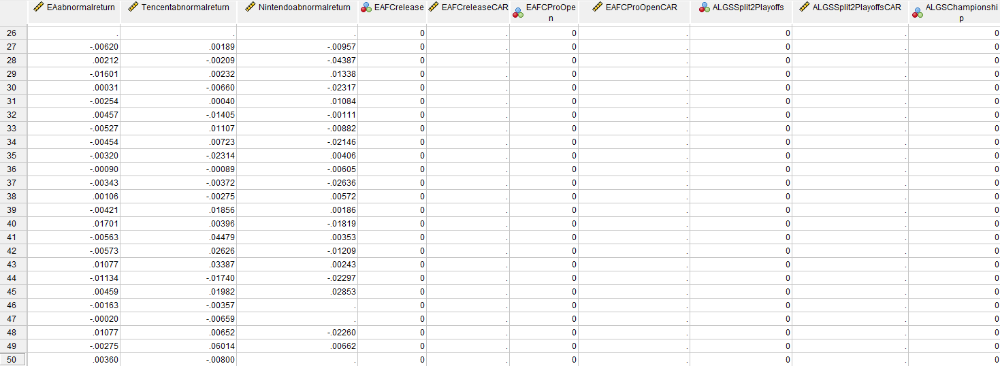 EAabnormalreturn Tencentabnormalreturn Nintendoabnormalreturn EAFCrelease EAFCreleaseCAR EAFCProOpen EAFCProOpenCAR ALGSSplit2Playoffs ALGSSplit2PlayoffsCAR ALGSChampionship
26 . . . 0 . 0 . 0 . 0
27 -.00620 .00189 -.00957 0 . 0 . 0 . 0
28 .00212 -.00209 -.04387 0 . 0 . 0 . 0
29 -.01601 .00232 .01338 0 . 0 . 0 . 0
30 .00031 -.00660 -.02317 0 . 0 . 0 . 0
31 -.00254 .00040 .01084 0 . 0 . 0 . 0
32 .00457 -.01405 -.00111 0 . 0 . 0 . 0
33 -.00527 .01107 -.00882 0 . 0 . 0 . 0
34 -.00454 .00723 -.02146 0 . 0 . 0 . 0
35 -.00320 -.02314 .00406 0 . 0 . 0 . 0
36 -.00090 -.00089 -.00605 0 . 0 . 0 . 0
37 -.00343 -.00372 -.02636 0 . 0 . 0 . 0
38 .00106 -.00275 .00572 0 . 0 . 0 . 0
39 -.00421 .01856 .00186 0 . 0 . 0 . 0
40 .01701 .00396 -.01819 0 . 0 . 0 . 0
41 -.00563 .04479 .00353 0 . 0 . 0 . 0
42 -.00573 .02626 -.01209 0 . 0 . 0 . 0
43 .01077 .03387 .00243 0 . 0 . 0 . 0
44 -.01134 -.01740 -.02297 0 . 0 . 0 . 0
45 .00459 .01982 .02853 0 . 0 . 0 . 0
46 -.00163 -.00357 . 0 . 0 . 0 . 0
47 -.00020 -.00659 . 0 . 0 . 0 . 0
48 .01077 .00652 -.02260 0 . 0 . 0 . 0
49 -.00275 .06014 .00662 0 . 0 . 0 . 0
50 .00360 -.00800 . 0 . 0 . 0 . 0